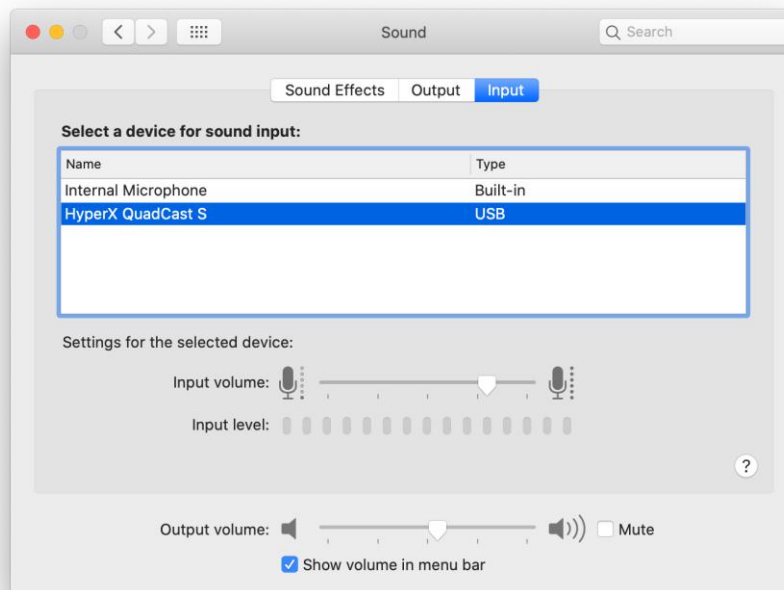 Sound
Search
Sound Effects Output Input
Select a device for sound input:
Name Type
Internal Microphone Built-in
HyperX QuadCast S USB
Settings for the selected device:
Input volume:
Input level:
?
Output volume: Mute
Show volume in menu bar